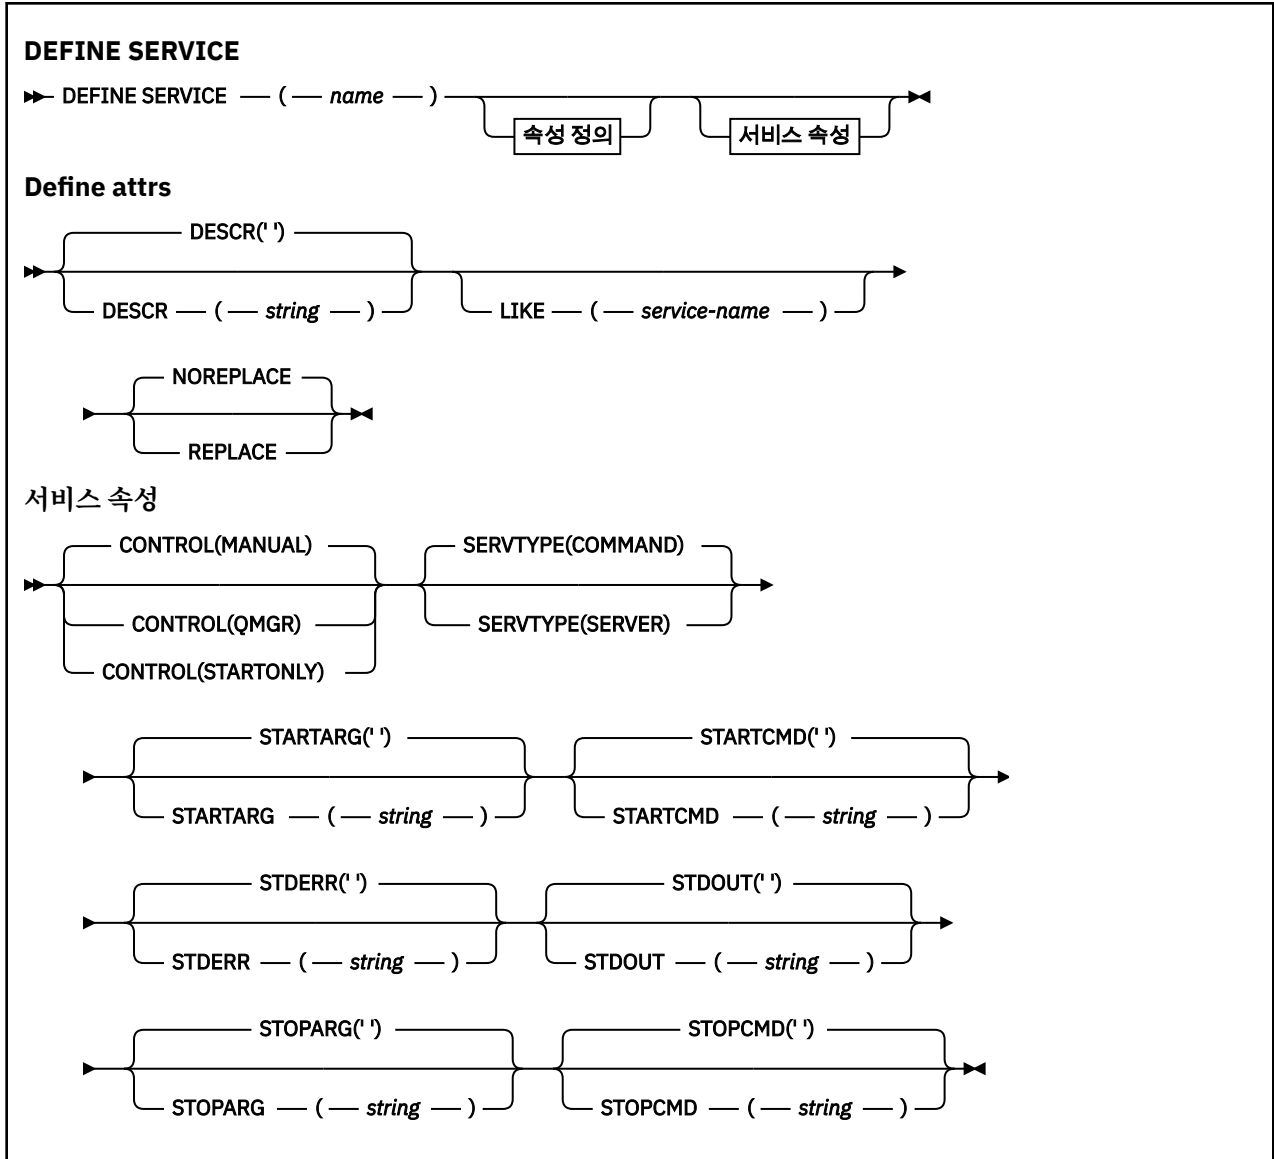 DEFINE SERVICE
DEFINE SERVICE ( name )
속성 정의 서비스 속성
Define attrs
DESCR(' ')
DESCR ( string ) LIKE ( service-name )
NOREPLACE
REPLACE
서비스 속성
CONTROL(MANUAL) SERVTYPE(COMMAND)
CONTROL(QMGR) SERVTYPE(SERVER)
CONTROL(STARTONLY)
STARTARG(' ') STARTCMD(' ')
STARTARG ( string ) STARTCMD ( string )
STDERR(' ') STDOUT(' ')
STDERR ( string ) STDOUT ( string )
STOPARG(' ') STOPCMD(' ')
STOPARG ( string ) STOPCMD ( string )